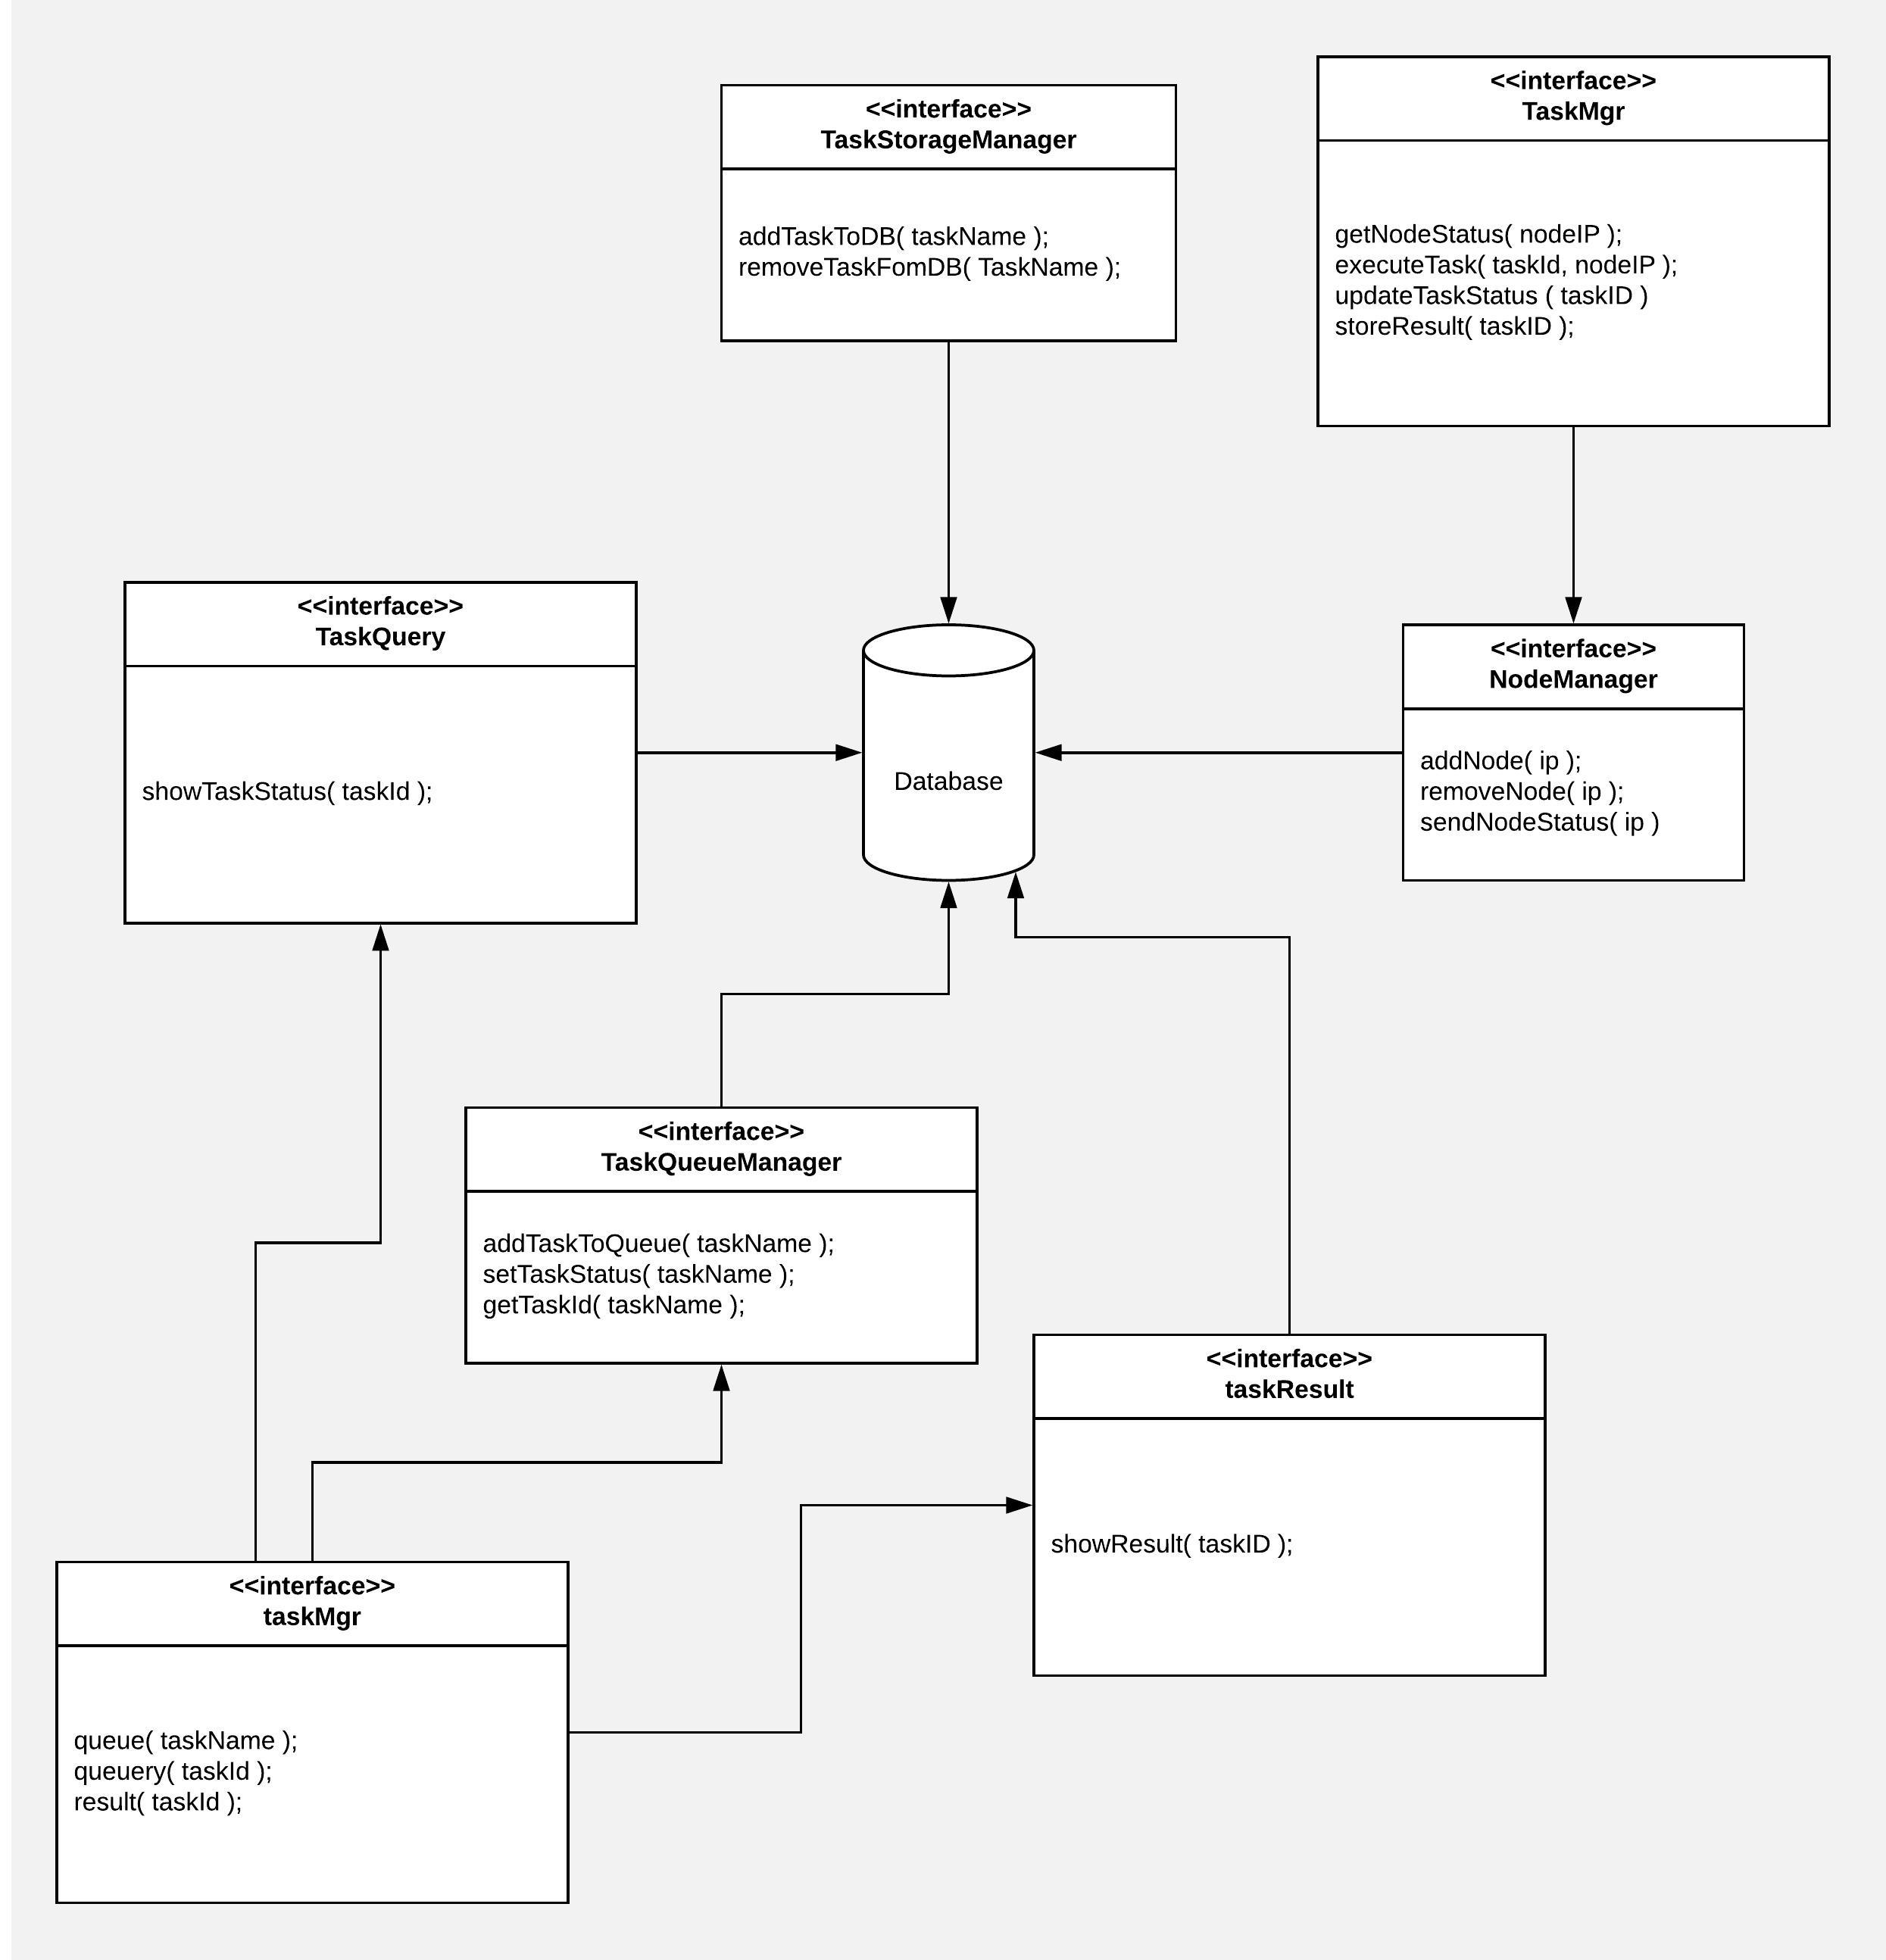 <<interface>>
TaskStorageManager
addTaskToDB( taskName );
removeTaskFomDB( TaskName );
<<interface>>
TaskMgr
getNodeStatus( nodeIP );
executeTask( taskId, nodeIP );
updateTaskStatus ( taskID )
storeResult( taskID );
<<interface>>
TaskQuery
showTaskStatus( taskId );
Database
<<interface>>
NodeManager
addNode( ip );
removeNode( ip );
sendNodeStatus( ip )
<<interface>>
TaskQueueManager
addTaskToQueue( taskName );
setTaskStatus( taskName );
getTaskId( taskName );
<<interface>>
taskResult
showResult( taskID );
<<interface>>
taskMgr
queue( taskName );
queuery( taskId );
result( taskId );